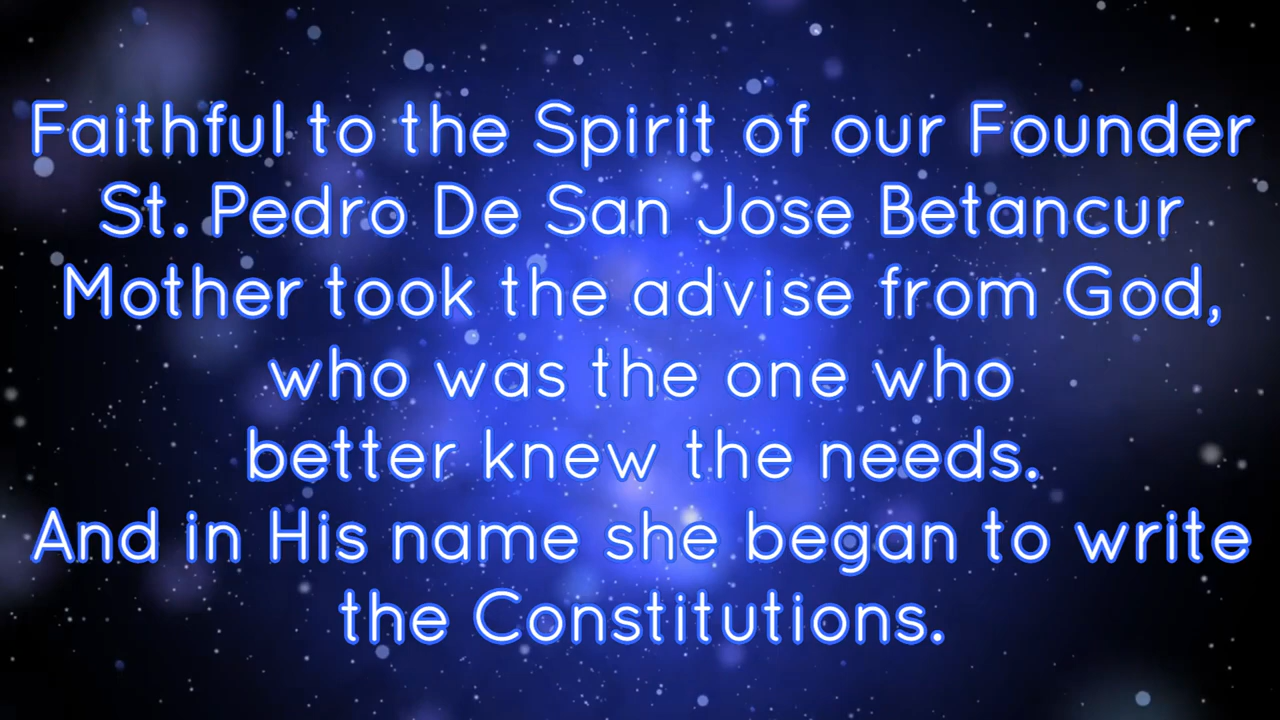 Faithful to the Spirit of our Founder
St. Pedro De San Jose Betancur
Mother took the advise from God,
who was the one who
better knew the needs.
And in His name she began to write
the Constitutions.